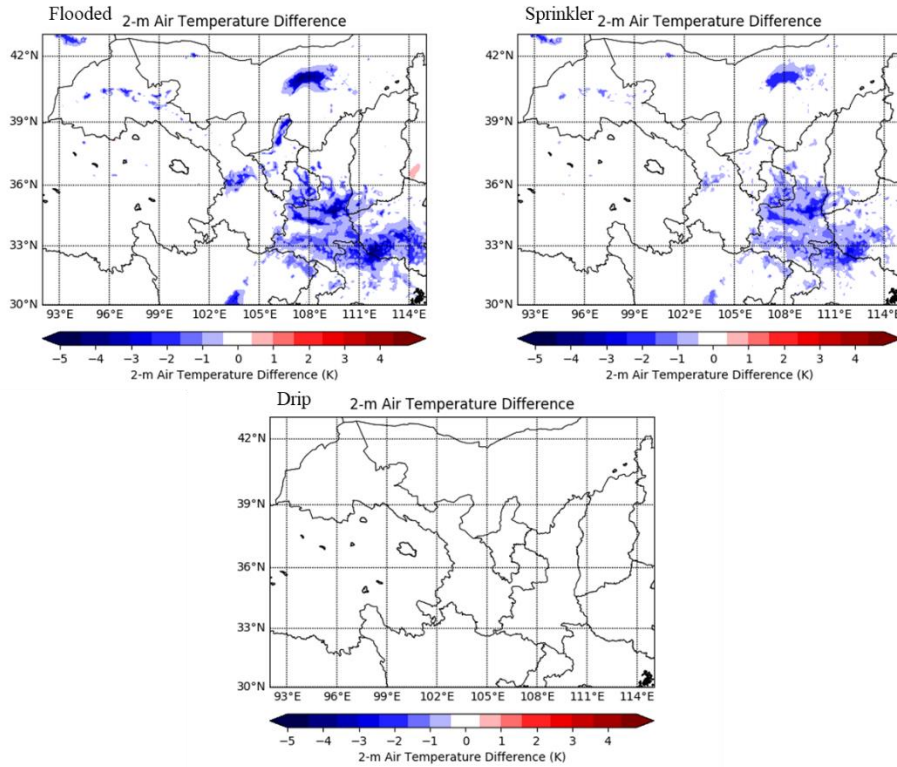 Flooded
2-m Air Temperature Difference
42°N
39°N
36°N
33°N
30°N
93°E 96°E 99°E 102°E 105°E 108°E 111°E 114°E
−5 −4 −3 −2 −1 0 1 2 3 4
2-m Air Temperature Difference (K)
Sprinkler
2-m Air Temperature Difference
42°N
39°N
36°N
33°N
30°N
93°E 96°E 99°E 102°E 105°E 108°E 111°E 114°E
−5 −4 −3 −2 −1 0 1 2 3 4
2-m Air Temperature Difference (K)
Drip
2-m Air Temperature Difference
42°N
39°N
36°N
33°N
30°N
93°E 96°E 99°E 102°E 105°E 108°E 111°E 114°E
−5 −4 −3 −2 −1 0 1 2 3 4
2-m Air Temperature Difference (K)